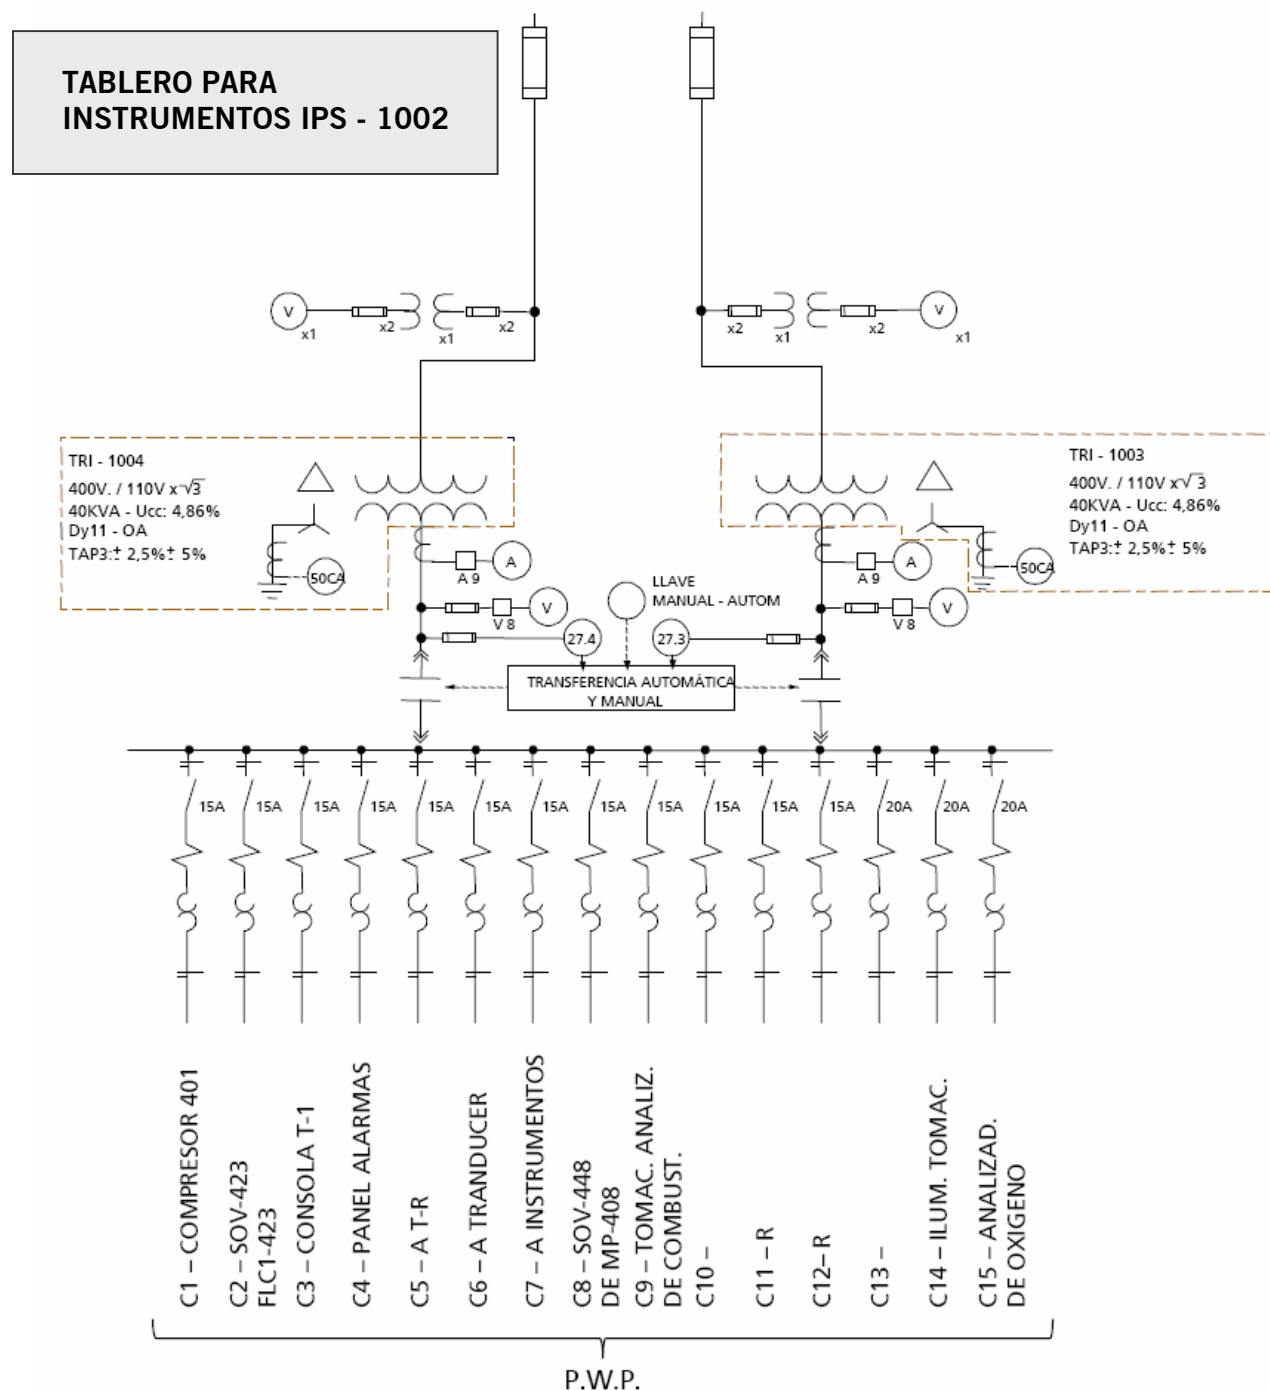 TABLERO PARA
INSTRUMENTOS IPS - 1002
V
x1
x2
x1
x2
x2
x1
x2
V
x1
TRI - 1004
400V. / 110V x√3
40KVA - Ucc: 4,86%
Dy11 - OA
TAP3:± 2,5%± 5%
50CA
A 9
A
V 8
V
27.4
LLAVE
MANUAL - AUTOM
27.3
TRI - 1003
400V. / 110V x√3
40KVA - Ucc: 4,86%
Dy11 - OA
TAP3:± 2,5%± 5%
50CA
A 9
A
V 8
V
TRANSFERENCIA AUTOMÁTICA
Y MANUAL
15A
15A
15A
15A
15A
15A
15A
15A
15A
15A
15A
15A
20A
20A
20A
C1 – COMPRESOR 401
C2 – SOV-423
FLC1-423
C3 – CONSOLA T-1
C4 – PANEL ALARMAS
C5 – A T-R
C6 – A TRANDUCER
C7 – A INSTRUMENTOS
C8 – SOV-448
DE MP-408
C9 – TOMAC. ANALIZ.
DE COMBUST.
C10 –
C11 – R
C12– R
C13 –
C14 – ILUM. TOMAC.
C15 – ANALIZAD.
DE OXIGENO
P.W.P.